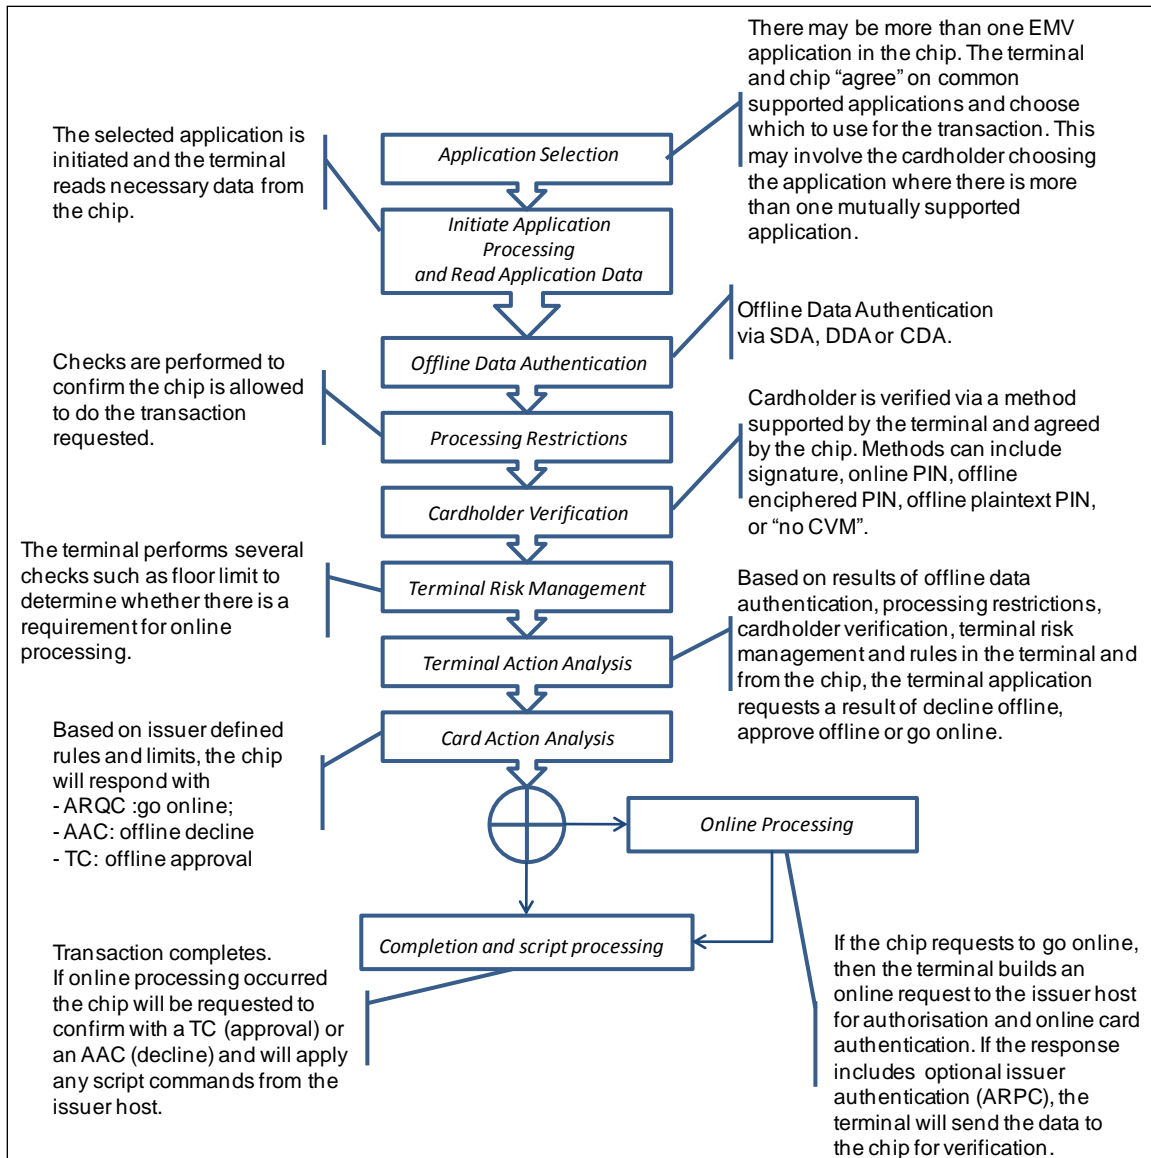 There may be more than one EMV
application in the chip. The terminal
and chip “agree” on common
supported applications and choose
which to use for the transaction. This
may involve the cardholder choosing
the application where there is more
than one mutually supported
application.
Application Selection
The selected application is
initiated and the terminal
reads necessary data from
the chip.
Initiate Application
Processing
and Read Application Data
Offline Data Authentication
via SDA, DDA or CDA.
Offline Data Authentication
Checks are performed to
confirm the chip is allowed
to do the transaction
requested.
Processing Restrictions
Cardholder is verified via a method
supported by the terminal and agreed
by the chip. Methods can include
signature, online PIN, offline
enciphered PIN, offline plaintext PIN,
or “no CVM”.
Cardholder Verification
The terminal performs several
checks such as floor limit to
determine whether there is a
requirement for online
processing.
Terminal Risk Management
Based on results of offline data
authentication, processing restrictions,
cardholder verification, terminal risk
management and rules in the terminal and
from the chip, the terminal application
requests a result of decline offline,
approve offline or go online.
Terminal Action Analysis
Based on issuer defined
rules and limits, the chip
will respond with
- ARQC :go online;
- AAC: offline decline
- TC: offline approval
Card Action Analysis
Online Processing
Completion and script processing
Transaction completes.
If online processing occurred
the chip will be requested to
confirm with a TC (approval) or
an AAC (decline) and will apply
any script commands from the
issuer host.
If the chip requests to go online,
then the terminal builds an
online request to the issuer host
for authorisation and online card
authentication. If the response
includes optional issuer
authentication (ARPC), the
terminal will send the data to
the chip for verification.